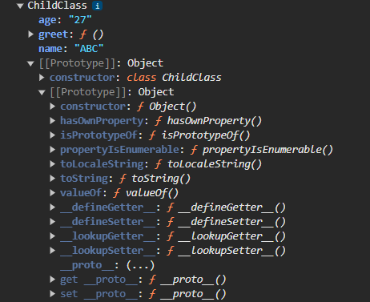 ChildClass i
age: "27"
greet: ƒ ()
name: "ABC"
[[Prototype]]: Object
constructor: class ChildClass
[[Prototype]]: Object
constructor: ƒ Object()
hasOwnProperty: ƒ hasOwnProperty()
isPrototypeOf: ƒ isPrototypeOf()
propertyIsEnumerable: ƒ propertyIsEnumerable()
toLocaleString: ƒ toLocaleString()
toString: ƒ toString()
valueOf: ƒ valueOf()
__defineGetter__: ƒ __defineGetter__()
__defineSetter__: ƒ __defineSetter__()
__lookupGetter__: ƒ __lookupGetter__()
__lookupSetter__: ƒ __lookupSetter__()
__proto__: (...)
get __proto__: ƒ __proto__()
set __proto__: ƒ __proto__()